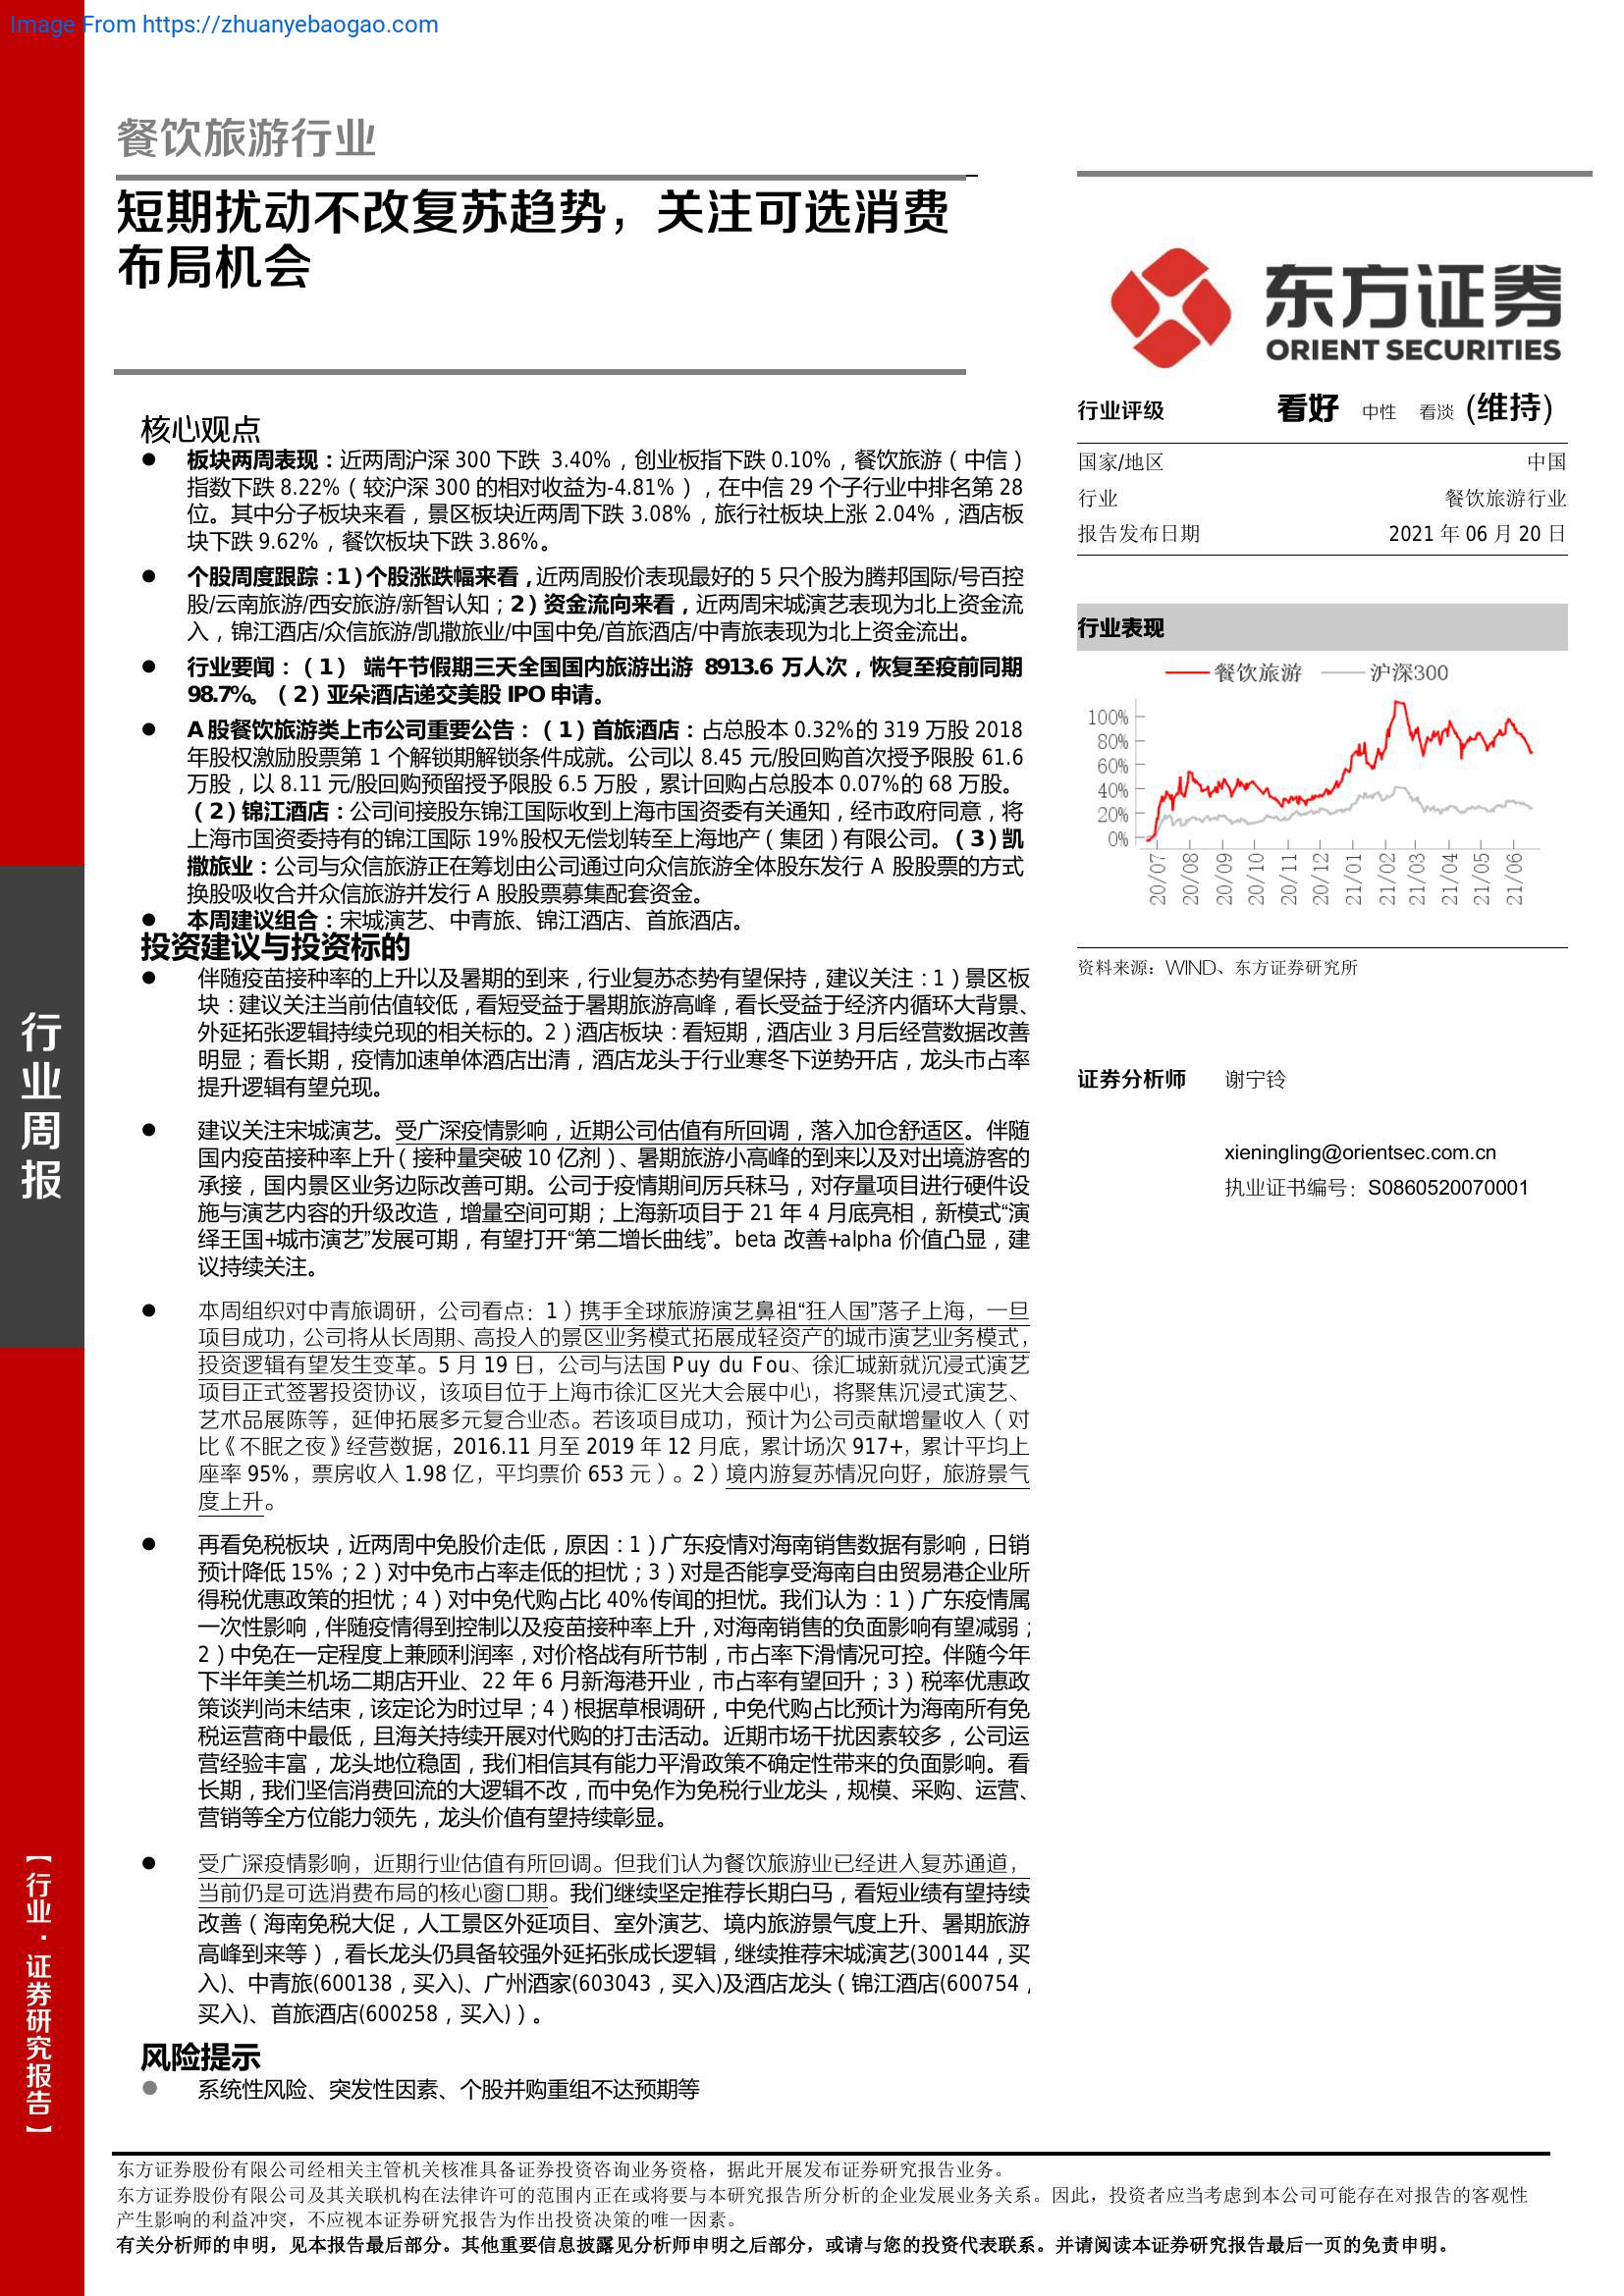 Image From https://zhuanyebaogao.com
餐饮旅游行业
短期扰动不改复苏趋势，关注可选消费
布局机会
核心观点
● 板块两周表现：近两周沪深 300 下跌 3.40%，创业板指下跌 0.10%，餐饮旅游（中信）
指数下跌 8.22%（较沪深 300 的相对收益为-4.81%），在中信 29 个子行业中排名第 28
位。其中分子板块来看，景区板块近两周下跌 3.08%，旅行社板块上涨 2.04%，酒店板
块下跌 9.62%，餐饮板块下跌 3.86%。
● 个股周度跟踪：1）个股涨跌幅来看，近两周股价表现最好的 5 只个股为腾邦国际/号百控
股/云南旅游/西安旅游/新智认知；2）资金流向来看，近两周宋城演艺表现为北上资金流
入，锦江酒店/众信旅游/凯撒旅业/中国中免/首旅酒店/中青旅表现为北上资金流出。
● 行业要闻：（1） 端午节假期三天全国国内旅游出游 8913.6 万人次，恢复至疫前同期
98.7%。（2）亚朵酒店递交美股 IPO 申请。
● A 股餐饮旅游类上市公司重要公告：（1）首旅酒店：占总股本 0.32%的 319 万股 2018
年股权激励股票第 1 个解锁期解锁条件成就。公司以 8.45 元/股回购首次授予限股 61.6
万股，以 8.11 元/股回购预留授予限股 6.5 万股，累计回购占总股本 0.07%的 68 万股。
（2）锦江酒店：公司间接股东锦江国际收到上海市国资委有关通知，经市政府同意，将
上海市国资委持有的锦江国际 19%股权无偿划转至上海地产（集团）有限公司。（3）凯
撒旅业：公司与众信旅游正在筹划由公司通过向众信旅游全体股东发行 A 股股票的方式
换股吸收合并众信旅游并发行 A 股股票募集配套资金。
● 本周建议组合：宋城演艺、中青旅、锦江酒店、首旅酒店。
投资建议与投资标的
● 伴随疫苗接种率的上升以及暑期的到来，行业复苏态势有望保持，建议关注：1）景区板
块：建议关注当前估值较低，看短受益于暑期旅游高峰，看长受益于经济内循环大背景、
外延拓张逻辑持续兑现的相关标的。2）酒店板块：看短期，酒店业 3 月后经营数据改善
明显；看长期，疫情加速单体酒店出清，酒店龙头于行业寒冬下逆势开店，龙头市占率
提升逻辑有望兑现。
● 建议关注宋城演艺。受广深疫情影响，近期公司估值有所回调，落入加仓舒适区。伴随
国内疫苗接种率上升（接种量突破 10 亿剂）、暑期旅游小高峰的到来以及对出境游客的
承接，国内景区业务边际改善可期。公司于疫情期间厉兵秣马，对存量项目进行硬件设
施与演艺内容的升级改造，增量空间可期；上海新项目于 21 年 4 月底亮相，新模式“演
绎王国+城市演艺”发展可期，有望打开“第二增长曲线”。beta 改善+alpha 价值凸显，建
议持续关注。
● 本周组织对中青旅调研，公司看点：1）携手全球旅游演艺鼻祖“狂人国”落子上海，一旦
项目成功，公司将从长周期、高投入的景区业务模式拓展成轻资产的城市演艺业务模式，
投资逻辑有望发生变革。5 月 19 日，公司与法国 Puy du Fou、徐汇城新就沉浸式演艺
项目正式签署投资协议，该项目位于上海市徐汇区光大会展中心，将聚焦沉浸式演艺、
艺术品展陈等，延伸拓展多元复合业态。若该项目成功，预计为公司贡献增量收入（对
比《不眠之夜》经营数据，2016.11 月至 2019 年 12 月底，累计场次 917+，累计平均上
座率 95%，票房收入 1.98 亿，平均票价 653 元）。2）境内游复苏情况向好，旅游景气
度上升。
● 再看免税板块，近两周中免股价走低，原因：1）广东疫情对海南销售数据有影响，日销
预计降低 15%；2）对中免市占率走低的担忧；3）对是否能享受海南自由贸易港企业所
得税优惠政策的担忧；4）对中免代购占比 40%传闻的担忧。我们认为：1）广东疫情属
一次性影响，伴随疫情得到控制以及疫苗接种率上升，对海南销售的负面影响有望减弱；
2）中免在一定程度上兼顾利润率，对价格战有所节制，市占率下滑情况可控。伴随今年
下半年美兰机场二期店开业、22 年 6 月新海港开业，市占率有望回升；3）税率优惠政
策谈判尚未结束，该定论为时过早；4）根据草根调研，中免代购占比预计为海南所有免
税运营商中最低，且海关持续开展对代购的打击活动。近期市场干扰因素较多，公司运
营经验丰富，龙头地位稳固，我们相信其有能力平滑政策不确定性带来的负面影响。看
长期，我们坚信消费回流的大逻辑不改，而中免作为免税行业龙头，规模、采购、运营、
营销等全方位能力领先，龙头价值有望持续彰显。
● 受广深疫情影响，近期行业估值有所回调。但我们认为餐饮旅游业已经进入复苏通道，
当前仍是可选消费布局的核心窗口期。我们继续坚定推荐长期白马，看短业绩有望持续
改善（海南免税大促，人工景区外延项目、室外演艺、境内旅游景气度上升、暑期旅游
高峰到来等），看长龙头仍具备较强外延拓张成长逻辑，继续推荐宋城演艺(300144，买
入)、中青旅(600138，买入)、广州酒家(603043，买入)及酒店龙头（锦江酒店(600754，
买入)、首旅酒店(600258，买入)）。
风险提示
● 系统性风险、突发性因素、个股并购重组不达预期等
东方证券
ORIENT SECURITIES
行业评级 看好 中性 看淡 (维持)
国家/地区 中国
行业 餐饮旅游行业
报告发布日期 2021 年 06 月 20 日
行业表现
餐饮旅游 沪深300
100%
80%
60%
40%
20%
0%
20/07 20/08 20/09 20/10 20/11 20/12 21/01 21/02 21/03 21/04 21/05 21/06
资料来源：WIND、东方证券研究所
证券分析师 谢宁铃
xieningling@orientsec.com.cn
执业证书编号：S0860520070001
行业周报
【行业·证券研究报告】
东方证券股份有限公司经相关主管机关核准具备证券投资咨询业务资格，据此开展发布证券研究报告业务。
东方证券股份有限公司及其关联机构在法律许可的范围内正在或将要与本研究报告所分析的企业发展业务关系。因此，投资者应当考虑到本公司可能存在对报告的客观性
产生影响的利益冲突，不应视本证券研究报告为作出投资决策的唯一因素。
有关分析师的申明，见本报告最后部分。其他重要信息披露见分析师申明之后部分，或请与您的投资代表联系。并请阅读本证券研究报告最后一页的免责申明。